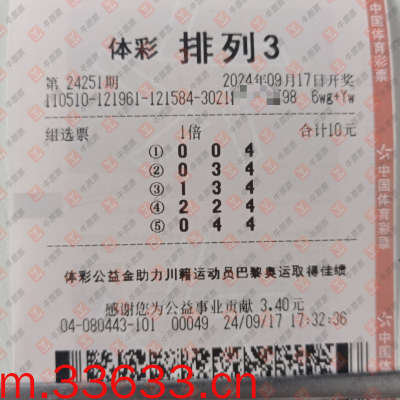 体彩 排列3
第 24251期 2024年09月17日开奖
110510-121961-121584-30211 98 6wg+Yw
组选票 1倍 合计10元
① 0 0 4
② 0 3 4
③ 1 3 4
④ 2 2 4
⑤ 0 4 4
体彩公益金助力川籍运动员巴黎奥运取得佳绩
感谢您为公益事业贡献 3.40元
04-080443-101 00049 24/09/17 17:32:36
m.33633.cn
中国体育彩票
中国体育彩票